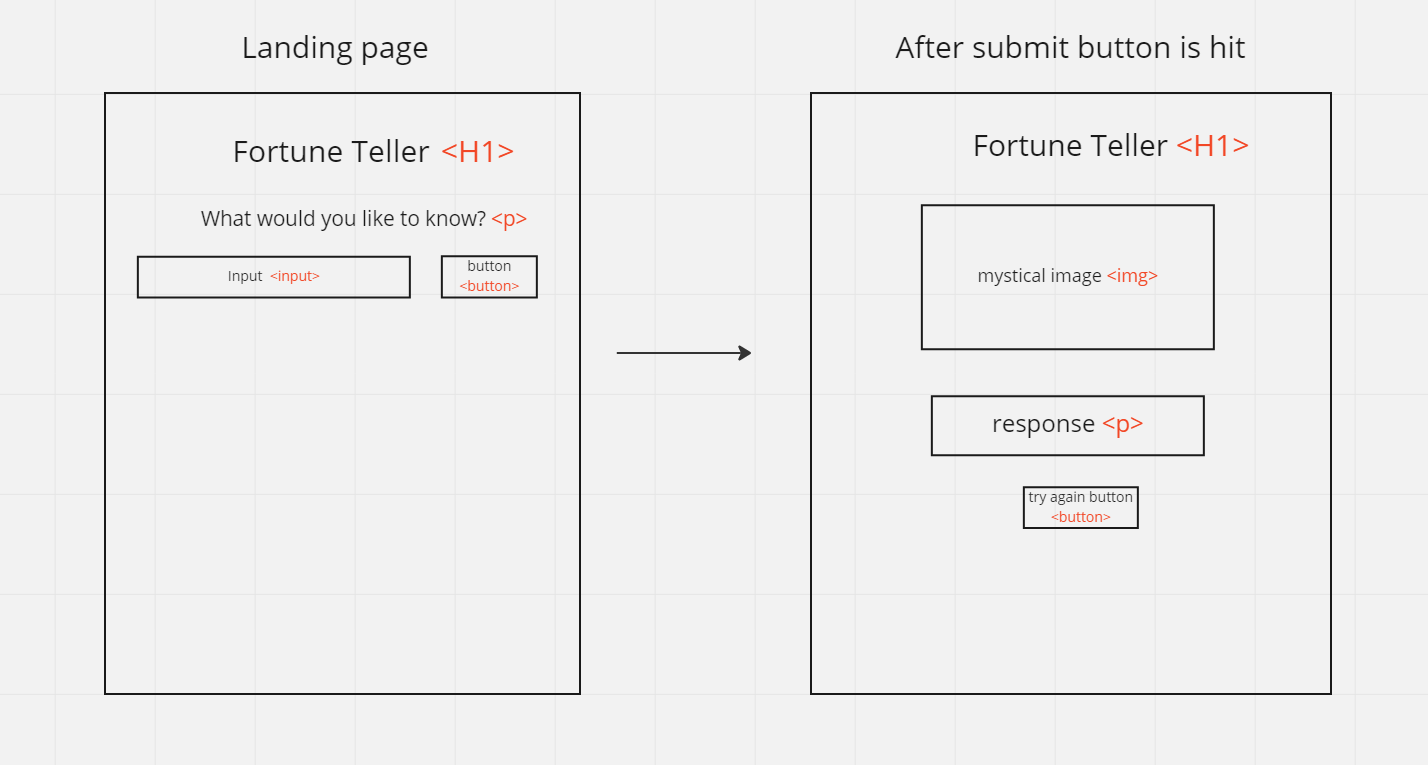 Landing page
Fortune Teller <H1>
What would you like to know? <p>
Input <input>
button
<button>
After submit button is hit
Fortune Teller <H1>
mystical image <img>
response <p>
try again button
<button>